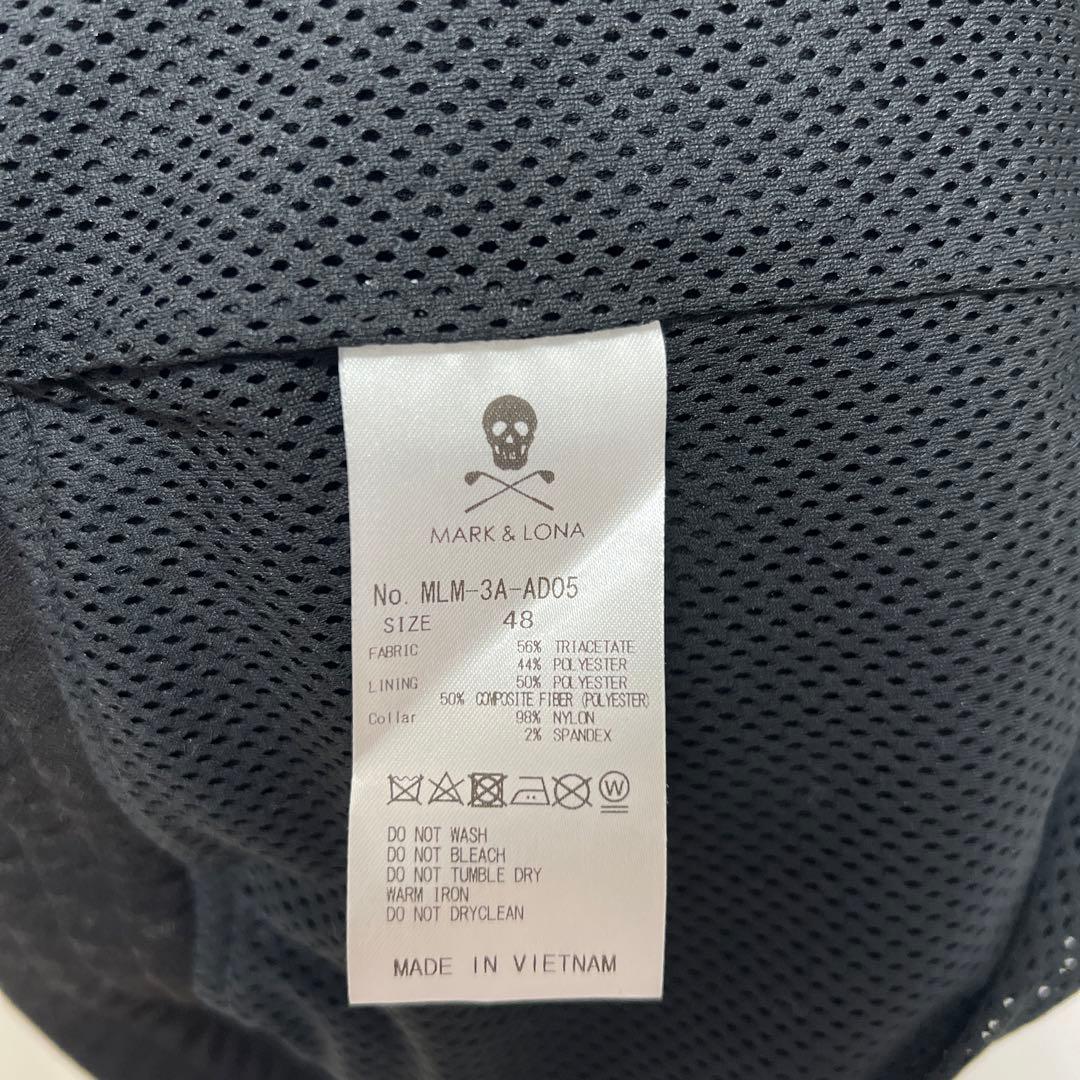 MARK & LONA
No. MLM-3A-AD05
SIZE 48
FABRIC 56% TRIACETATE
44% POLYESTER
LINING 50% POLYESTER
50% COMPOSITE FIBER (POLYESTER)
Collar 98% NYLON
2% SPANDEX
W
DO NOT WASH
DO NOT BLEACH
DO NOT TUMBLE DRY
WARM IRON
DO NOT DRYCLEAN
MADE IN VIETNAM